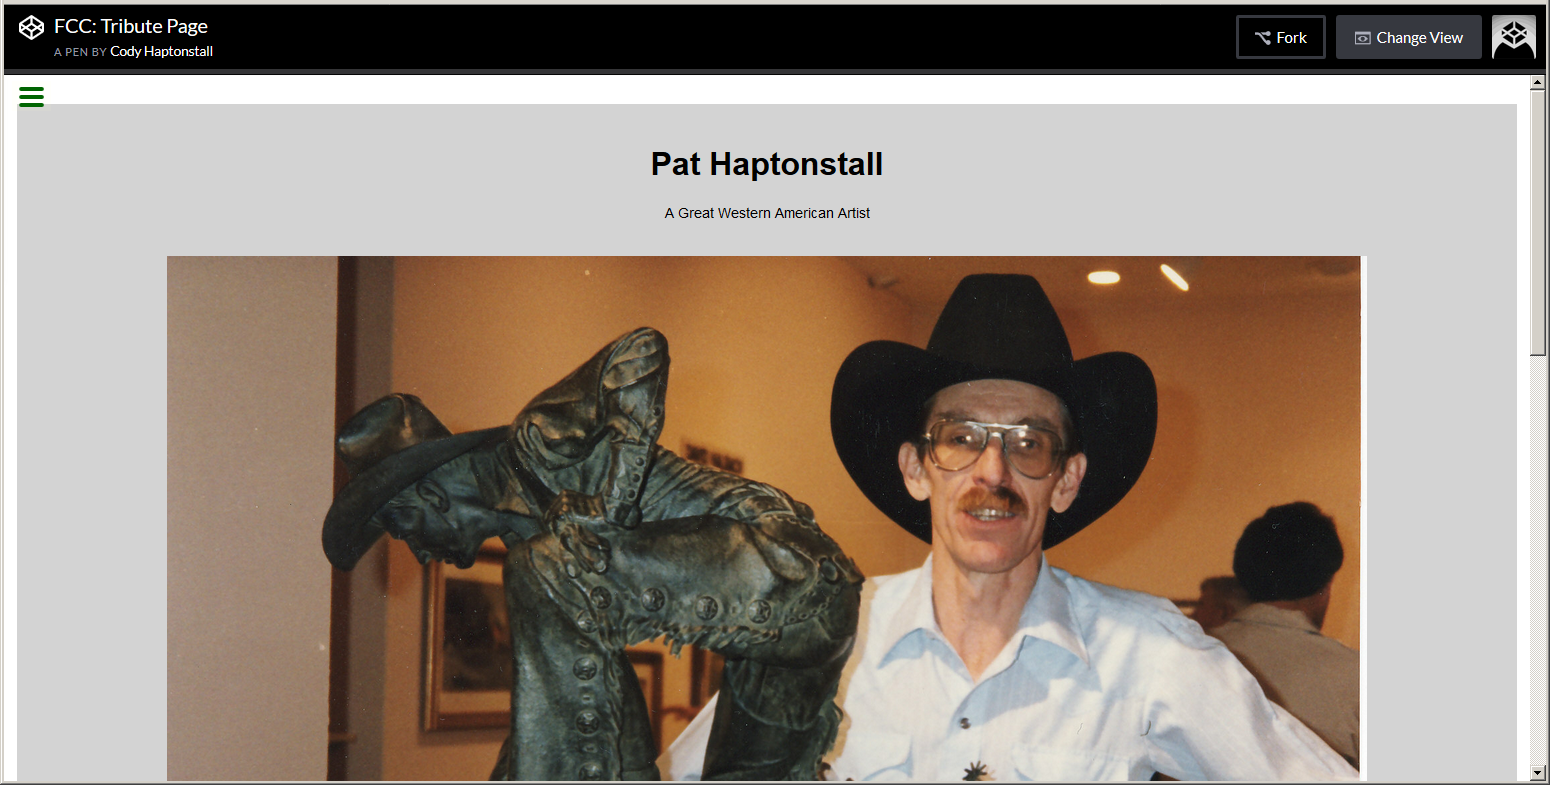 FCC: Tribute Page
A PEN BY Cody Haptonstall
Fork
Change View
Pat Haptonstall
A Great Western American Artist